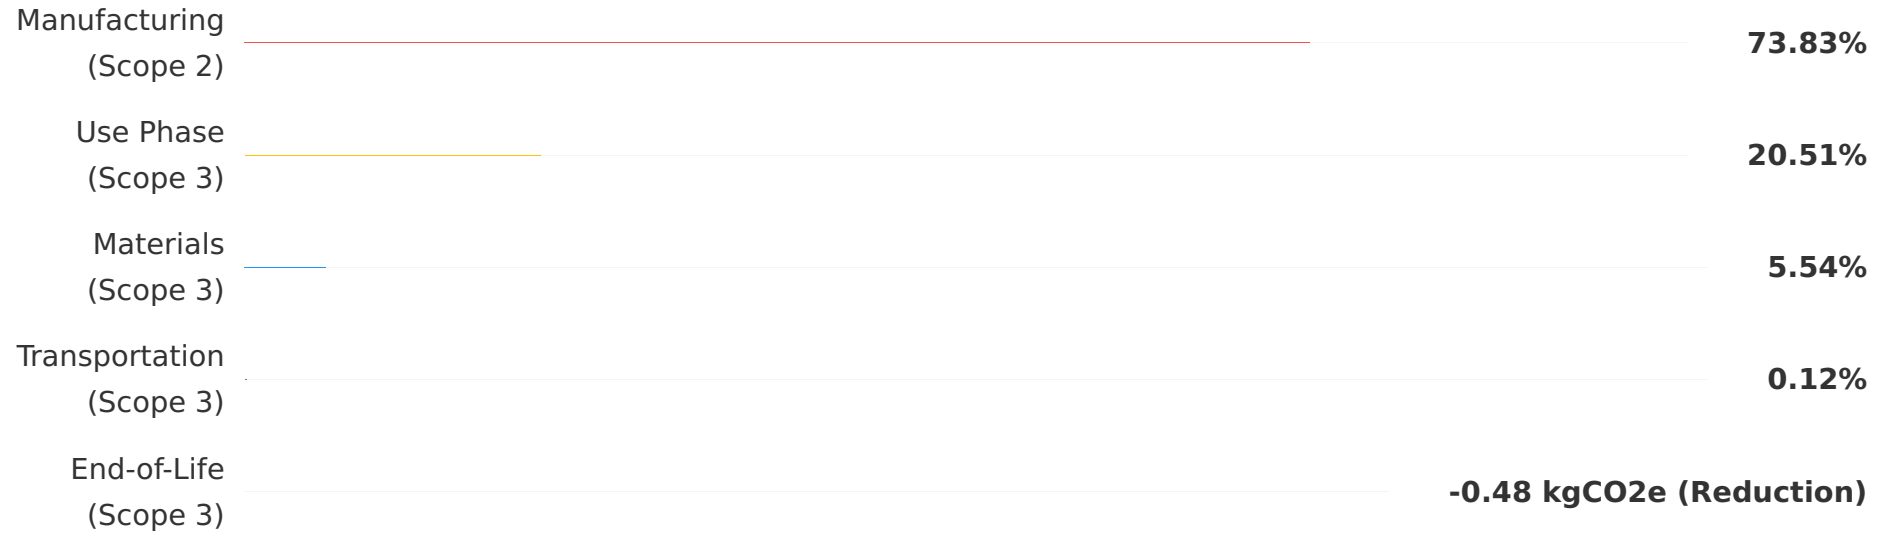 Manufacturing
(Scope 2)
73.83%
Use Phase
(Scope 3)
20.51%
Materials
(Scope 3)
5.54%
Transportation
(Scope 3)
0.12%
End-of-Life
(Scope 3)
-0.48 kgCO2e (Reduction)